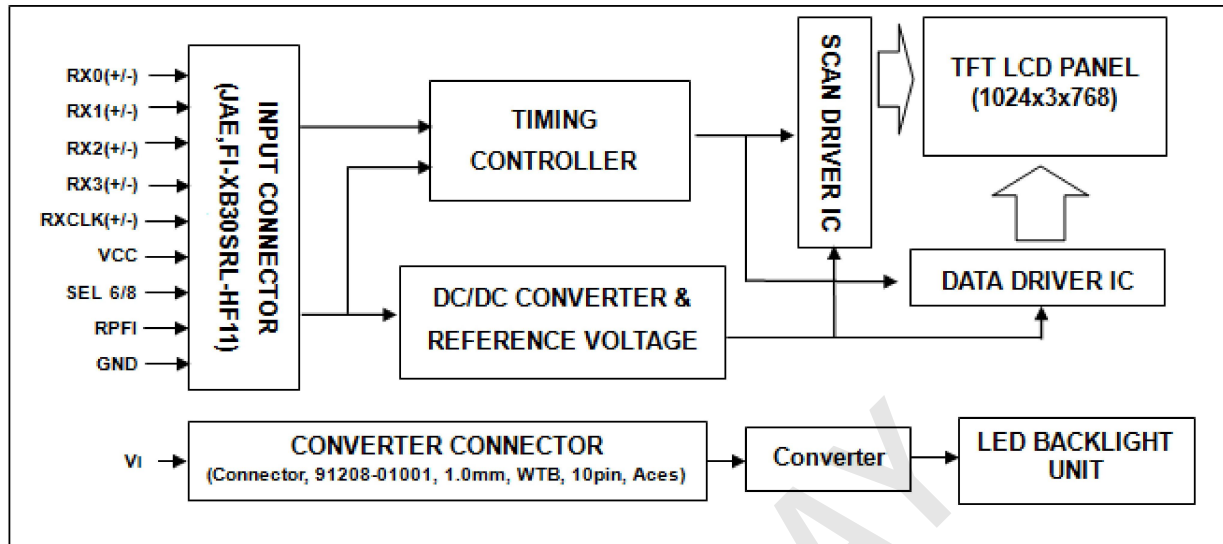 RX0(+/-)
RX1(+/-)
RX2(+/-)
RX3(+/-)
RXCLK(+/-)
VCC
SEL 6/8
RPFI
GND
INPUT CONNECTOR
(JAE,FI-XB30SRL-HF11)
TIMING
CONTROLLER
DC/DC CONVERTER &
REFERENCE VOLTAGE
SCAN DRIVER IC
TFT LCD PANEL
(1024x3x768)
DATA DRIVER IC
VI
CONVERTER CONNECTOR
(Connector, 91208-01001, 1.0mm, WTB, 10pin, Aces)
Converter
LED BACKLIGHT
UNIT
AY